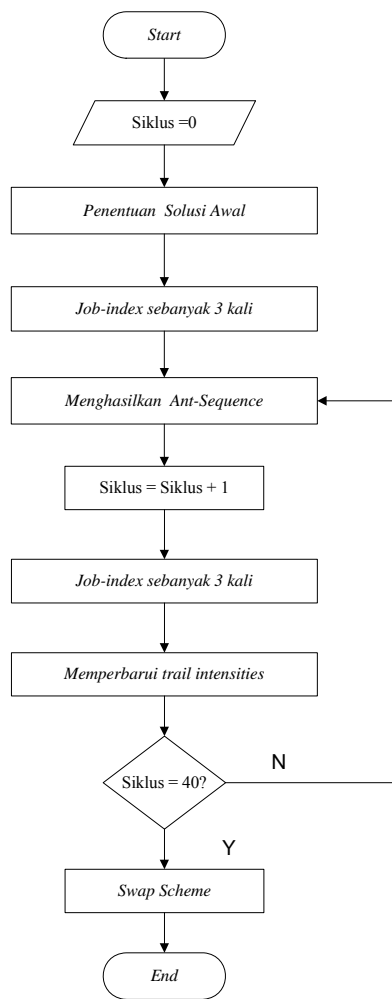 Start
Siklus =0
Penentuan Solusi Awal
Job-index sebanyak 3 kali
Menghasilkan Ant-Sequence
Siklus = Siklus + 1
Job-index sebanyak 3 kali
Memperbarui trail intensities
Siklus = 40?
N
Y
Swap Scheme
End